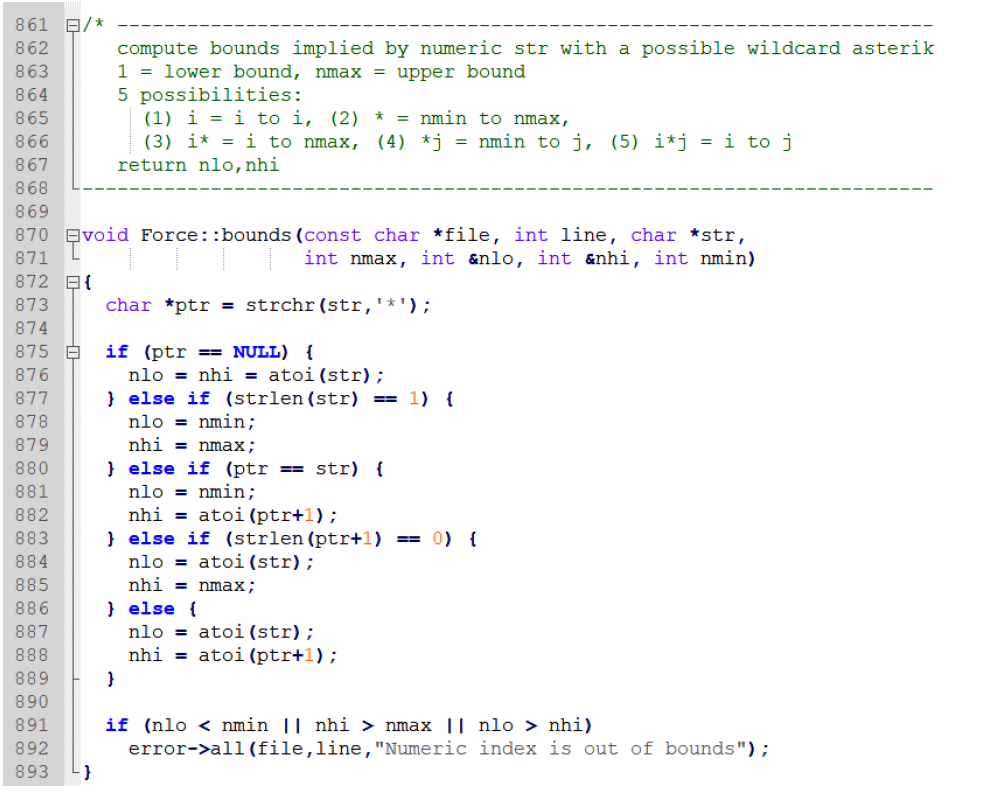 861 /* ----------------------------------------------------------------------
862 compute bounds implied by numeric str with a possible wildcard asterik
863 1 = lower bound, nmax = upper bound
864 5 possibilities:
865 (1) i = i to i, (2) * = nmin to nmax,
866 (3) i* = i to nmax, (4) *j = nmin to j, (5) i*j = i to j
867 return nlo,nhi
868 -------------------------------------------------------------------------
869
870 void Force::bounds(const char *file, int line, char *str,
871 int nmax, int &nlo, int &nhi, int nmin)
872 {
873 char *ptr = strchr(str,'*');
874
875 if (ptr == NULL) {
876 nlo = nhi = atoi(str);
877 } else if (strlen(str) == 1) {
878 nlo = nmin;
879 nhi = nmax;
880 } else if (ptr == str) {
881 nlo = nmin;
882 nhi = atoi(ptr+1);
883 } else if (strlen(ptr+1) == 0) {
884 nlo = atoi(str);
885 nhi = nmax;
886 } else {
887 nlo = atoi(str);
888 nhi = atoi(ptr+1);
889 }
890
891 if (nlo < nmin || nhi > nmax || nlo > nhi)
892 error->all(file,line,"Numeric index is out of bounds");
893 }